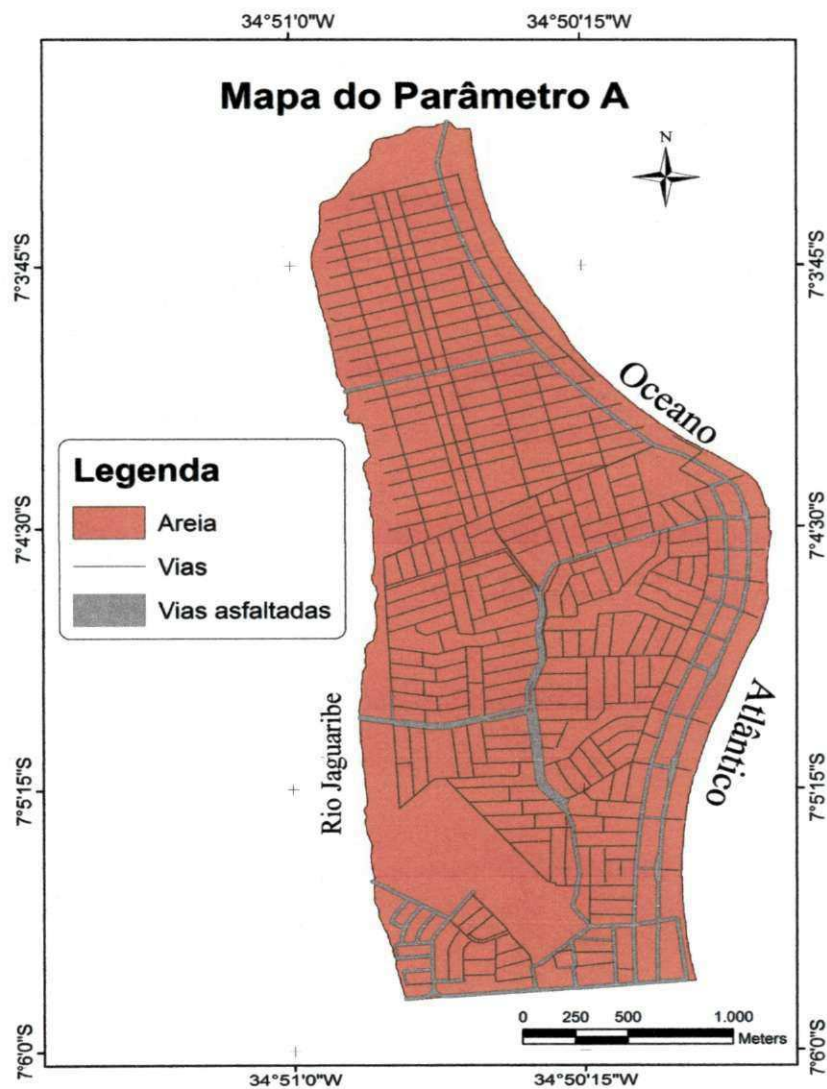 34°51'0"W
34°50'15"W
Mapa do Parâmetro A
N
7°3'45"S
7°3'45"S
Oceano
Legenda
Areia
Vias
Vias asfaltadas
7°4'30"S
7°4'30"S
Rio Jaguaribe
Atlântico
7°5'15"S
7°5'15"S
0 250 500 1.000
Meters
7°6'0"S
7°6'0"S
34°51'0"W
34°50'15"W